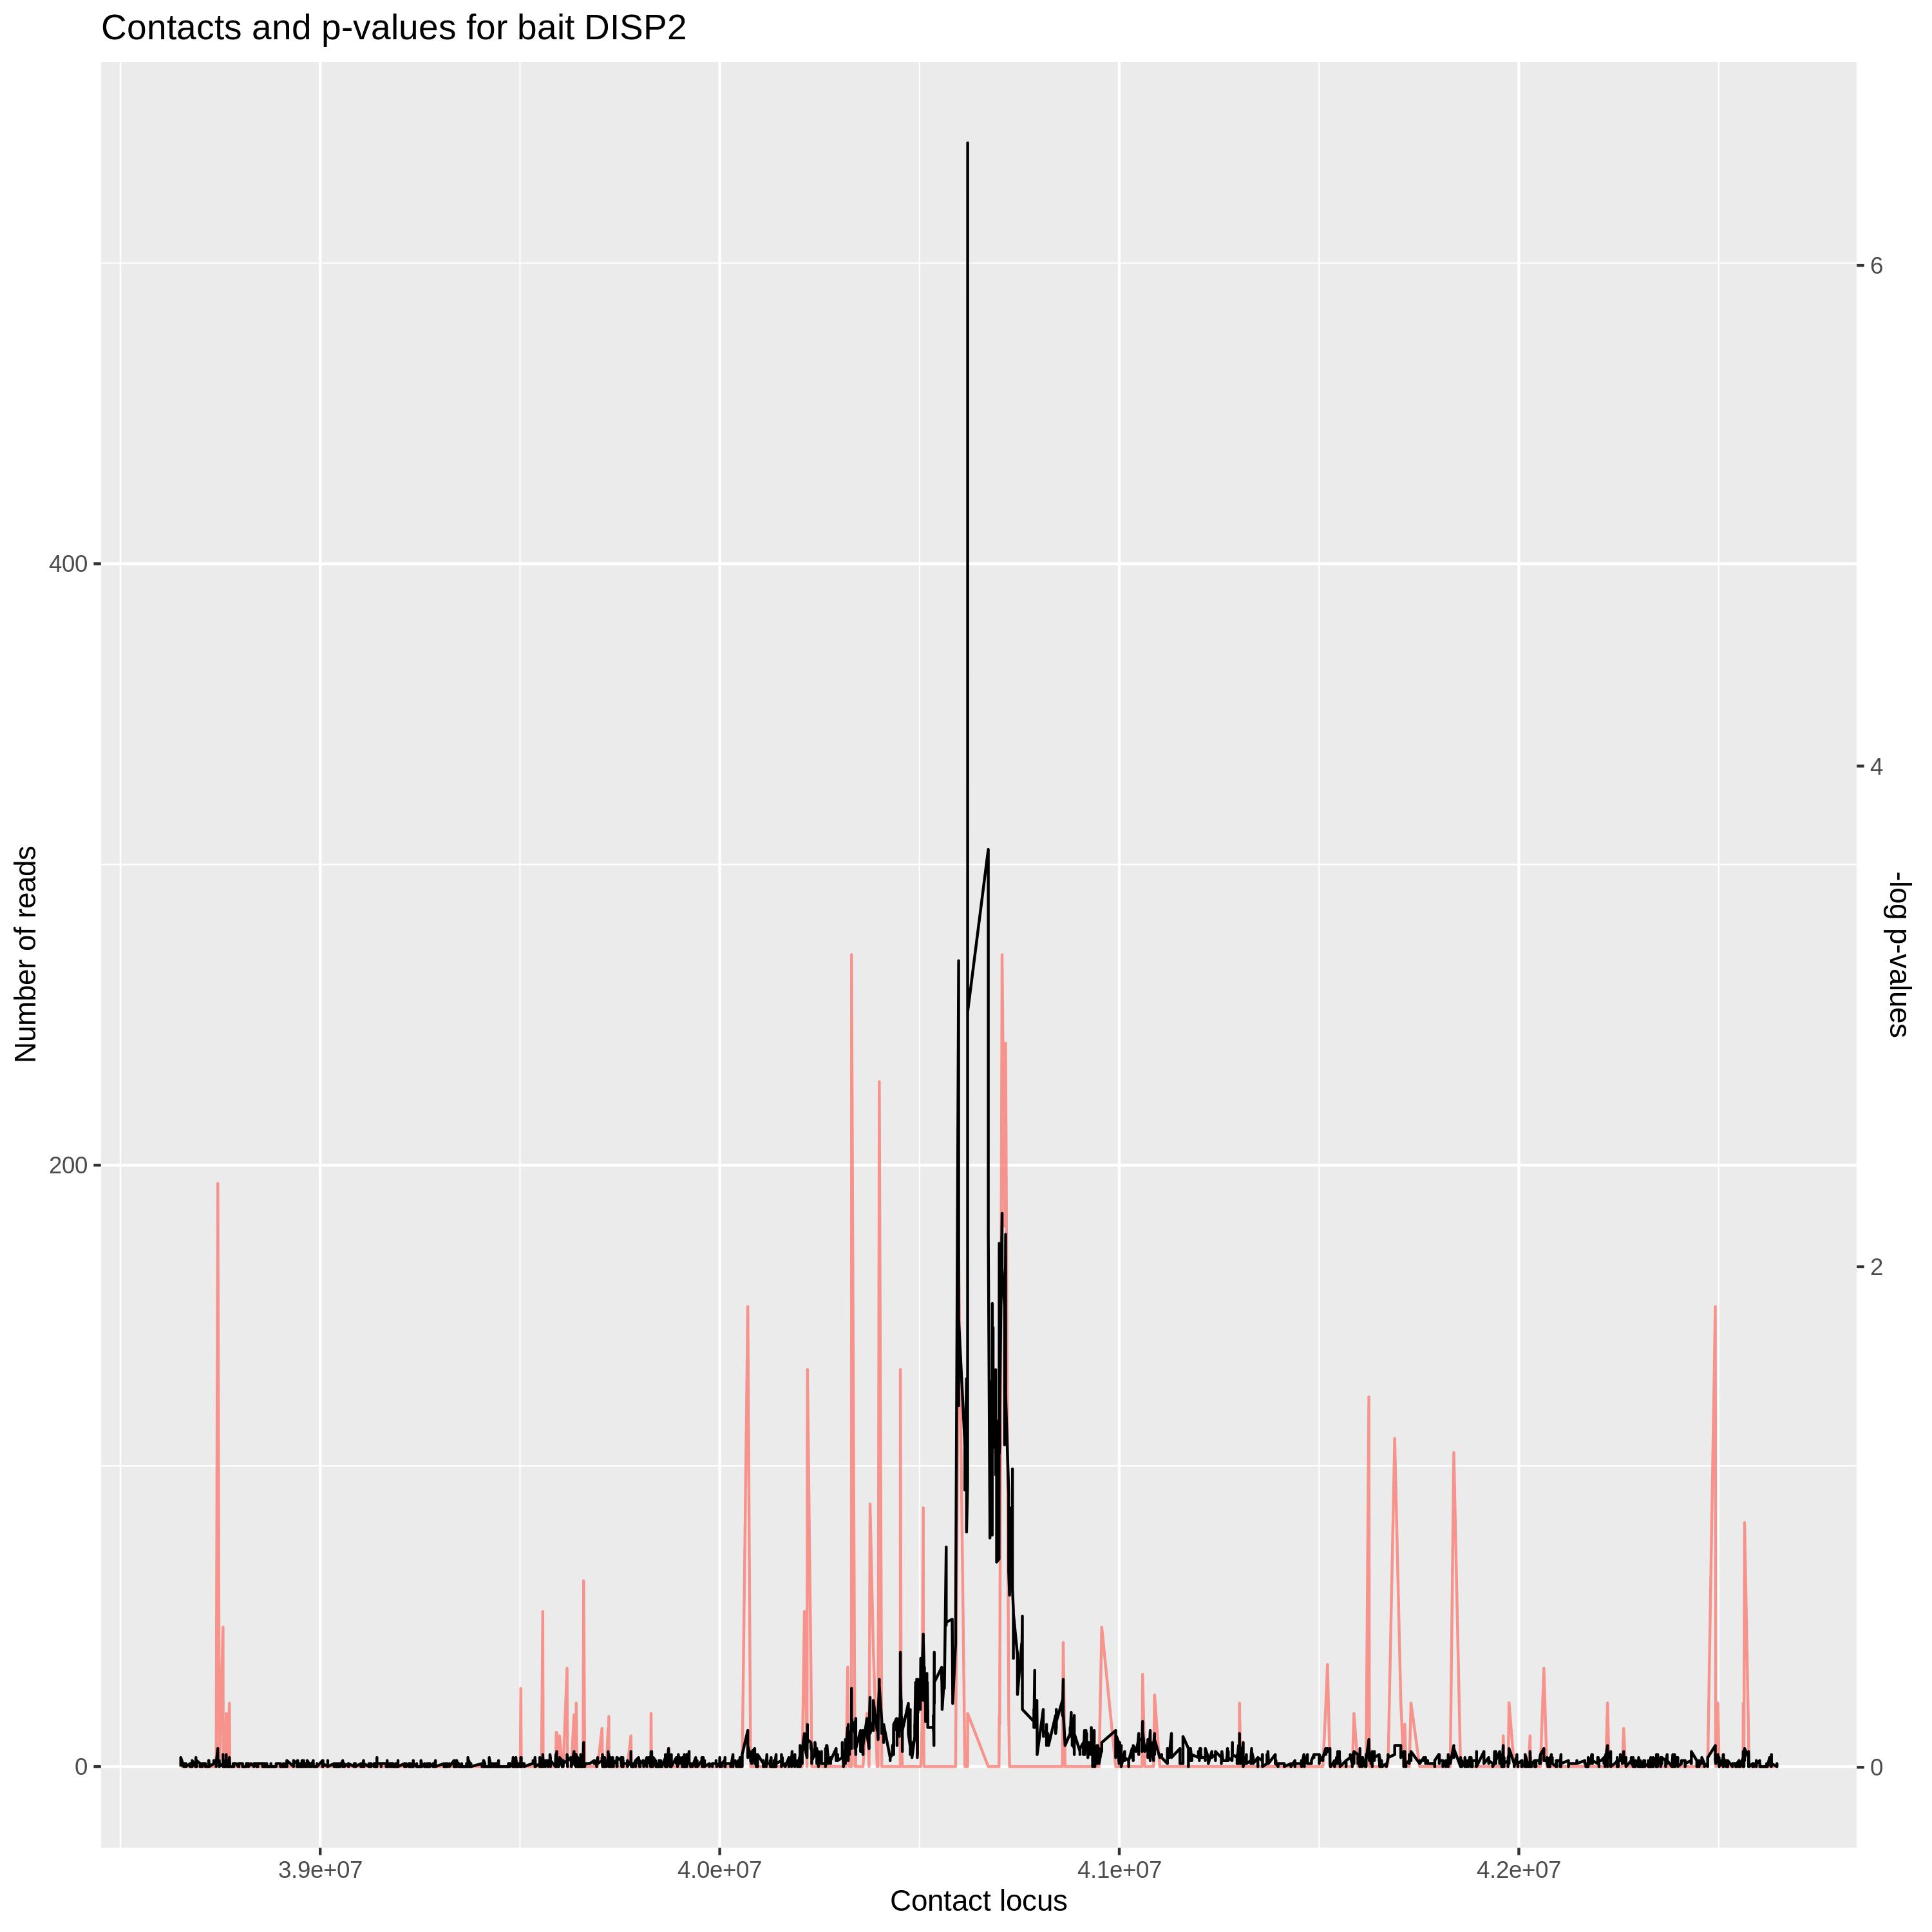 Contacts and p-values for bait DISP2
Number of reads
400
200
0
6
4
2
0
-log p-values
3.9e+07
4.0e+07
4.1e+07
4.2e+07
Contact locus